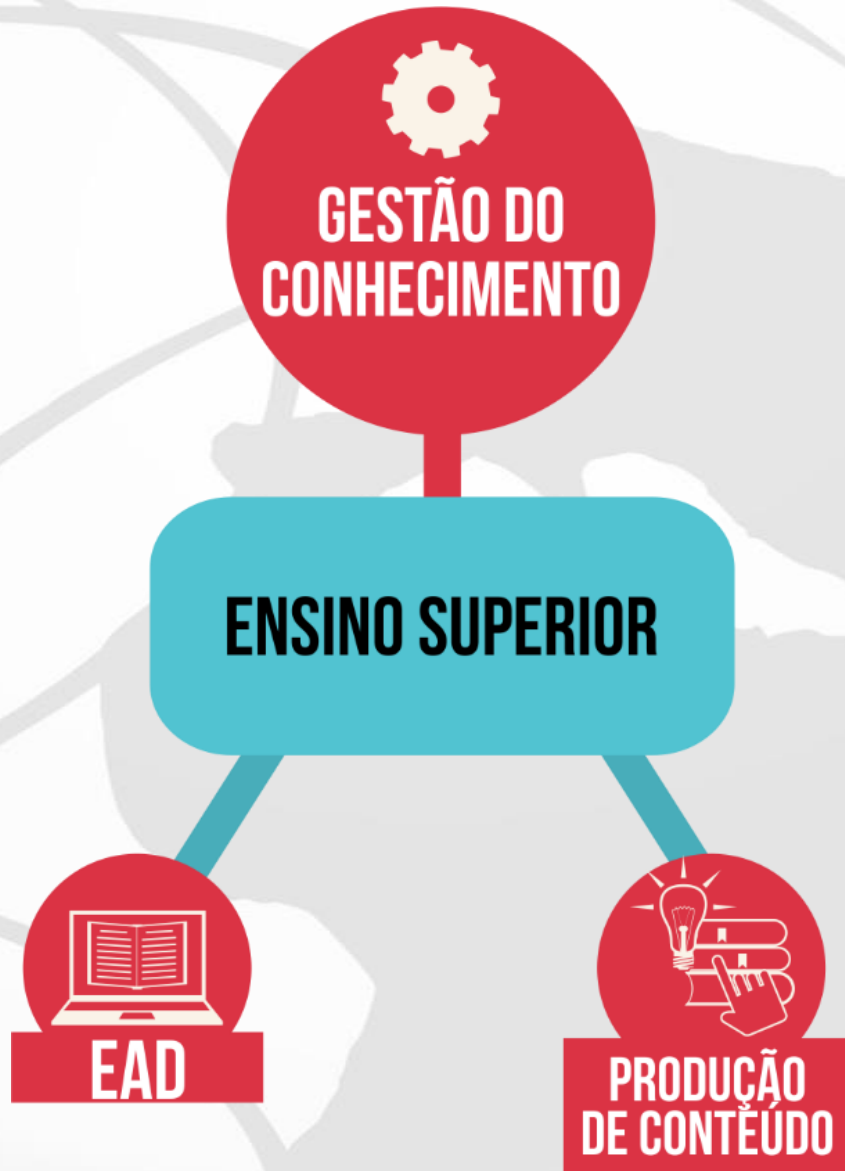 GESTÃO DO
CONHECIMENTO
ENSINO SUPERIOR
EAD
PRODUÇÃO
DE CONTEÚDO